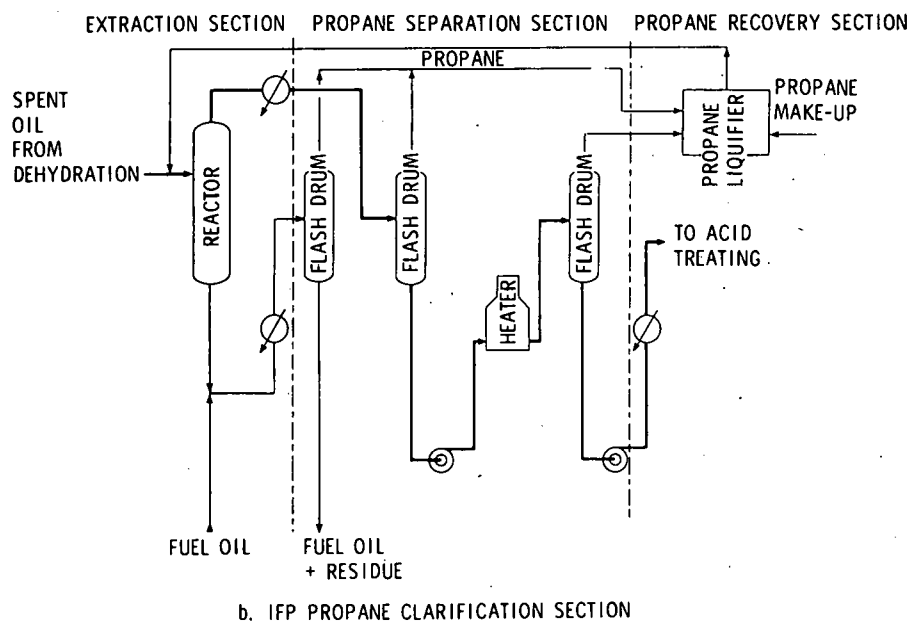 EXTRACTION SECTION
PROPANE SEPARATION SECTION
PROPANE RECOVERY SECTION
PROPANE
SPENT
OIL
FROM
DEHYDRATION
REACTOR
FLASH DRUM
FLASH DRUM
HEATER
FLASH DRUM
PROPANE
LIQUIFIER
PROPANE
MAKE-UP
TO ACID
TREATING
FUEL OIL
FUEL OIL
+ RESIDUE
b. IFP PROPANE CLARIFICATION SECTION